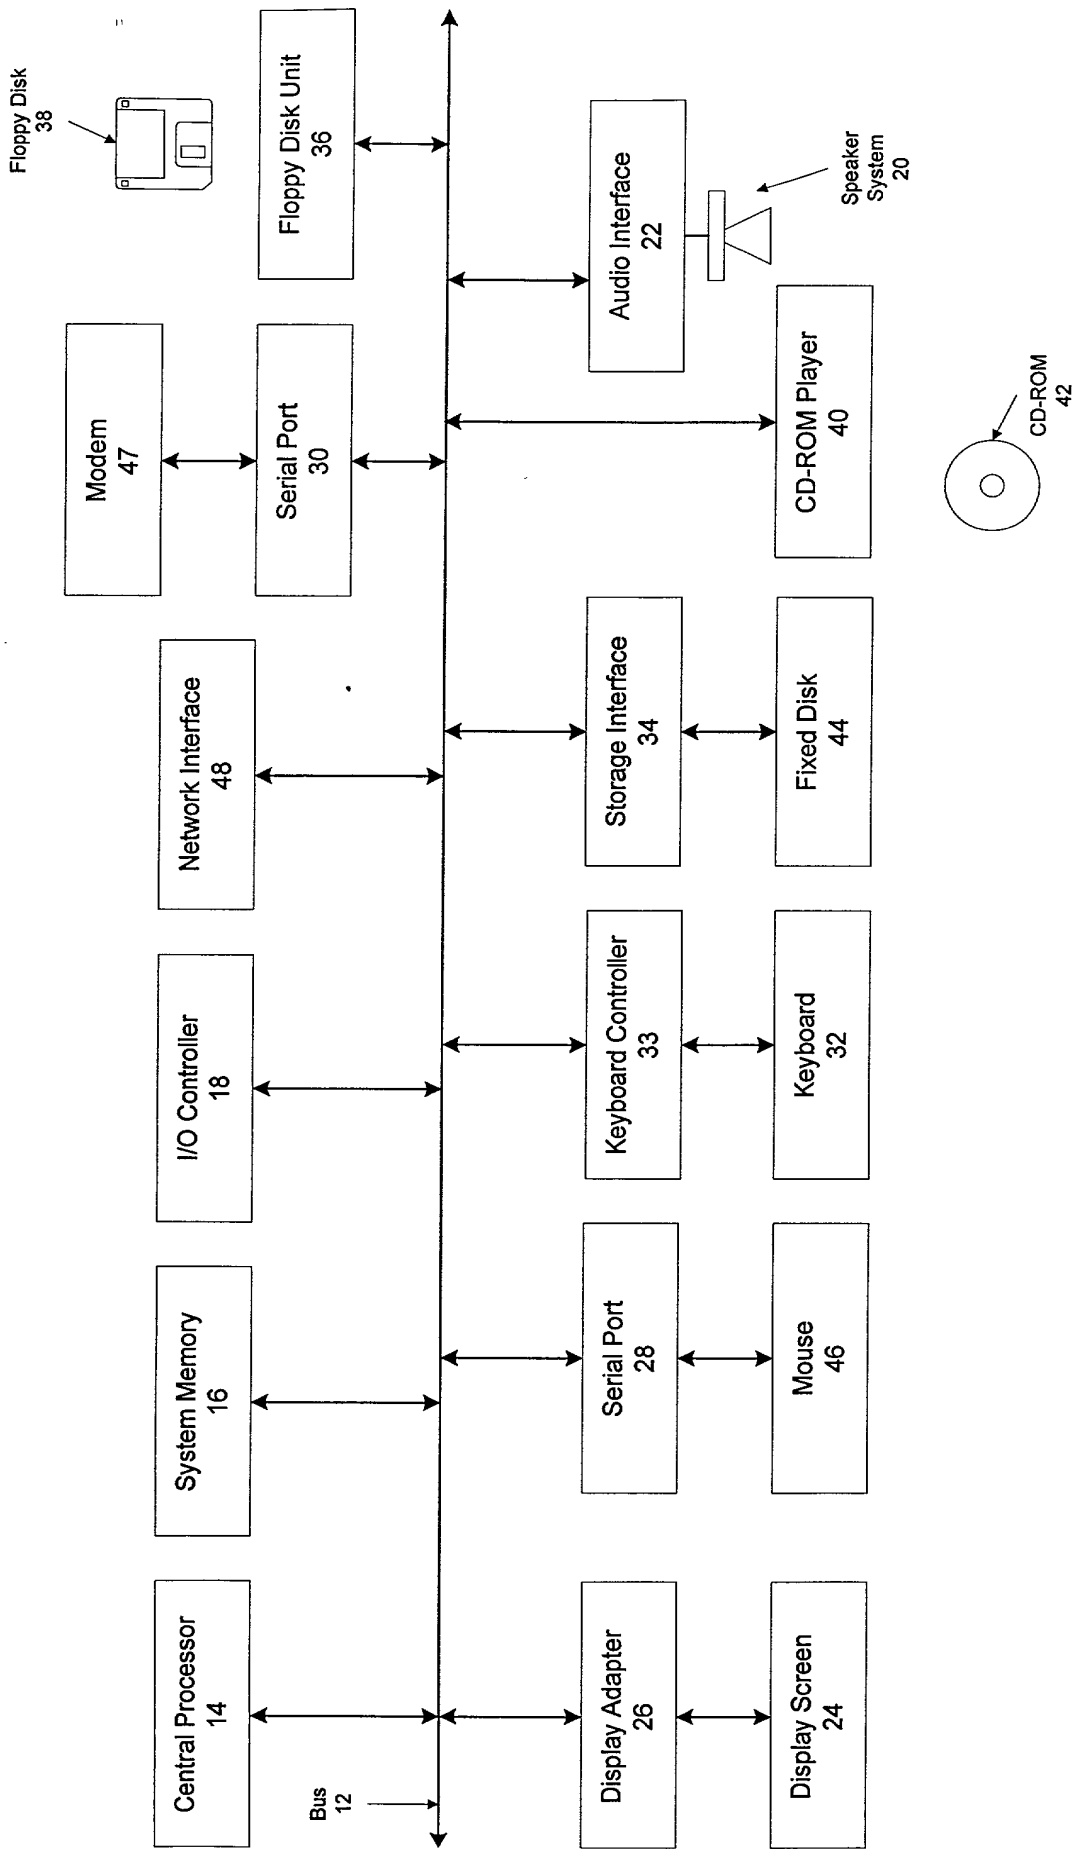 Central Processor
14
System Memory
16
I/O Controller
18
Network Interface
48
Modem
47
Serial Port
30
Floppy Disk
38
Floppy Disk Unit
36
Bus
12
Display Adapter
26
Display Screen
24
Serial Port
28
Mouse
46
Keyboard Controller
33
Keyboard
32
Storage Interface
34
Fixed Disk
44
CD-ROM Player
40
CD-ROM
42
Audio Interface
22
Speaker
System
20